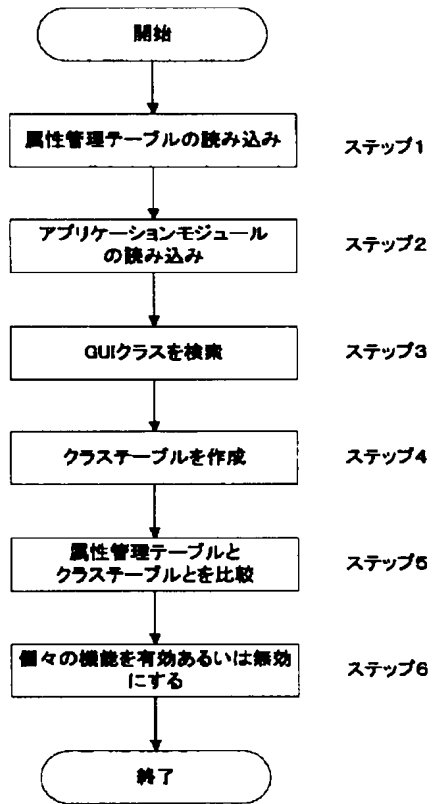 開始
属性管理テーブルの読み込み
ステップ1
アプリケーションモジュール
の読み込み
ステップ2
GUIクラスを検索
ステップ3
クラステーブルを作成
ステップ4
属性管理テーブルと
クラステーブルとを比較
ステップ5
個々の機能を有効あるいは無効
にする
ステップ6
終了